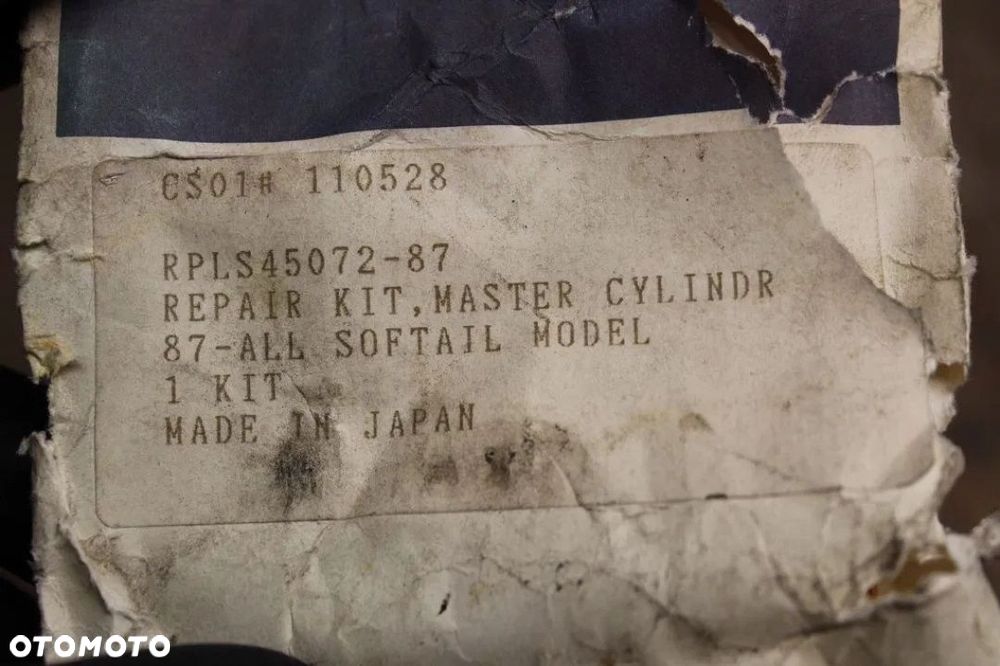 CS01# 110528
RPLS45072-87
REPAIR KIT,MASTER CYLINDR
87-ALL SOFTAIL MODEL
1 KIT
MADE IN JAPAN
OTOMOTO